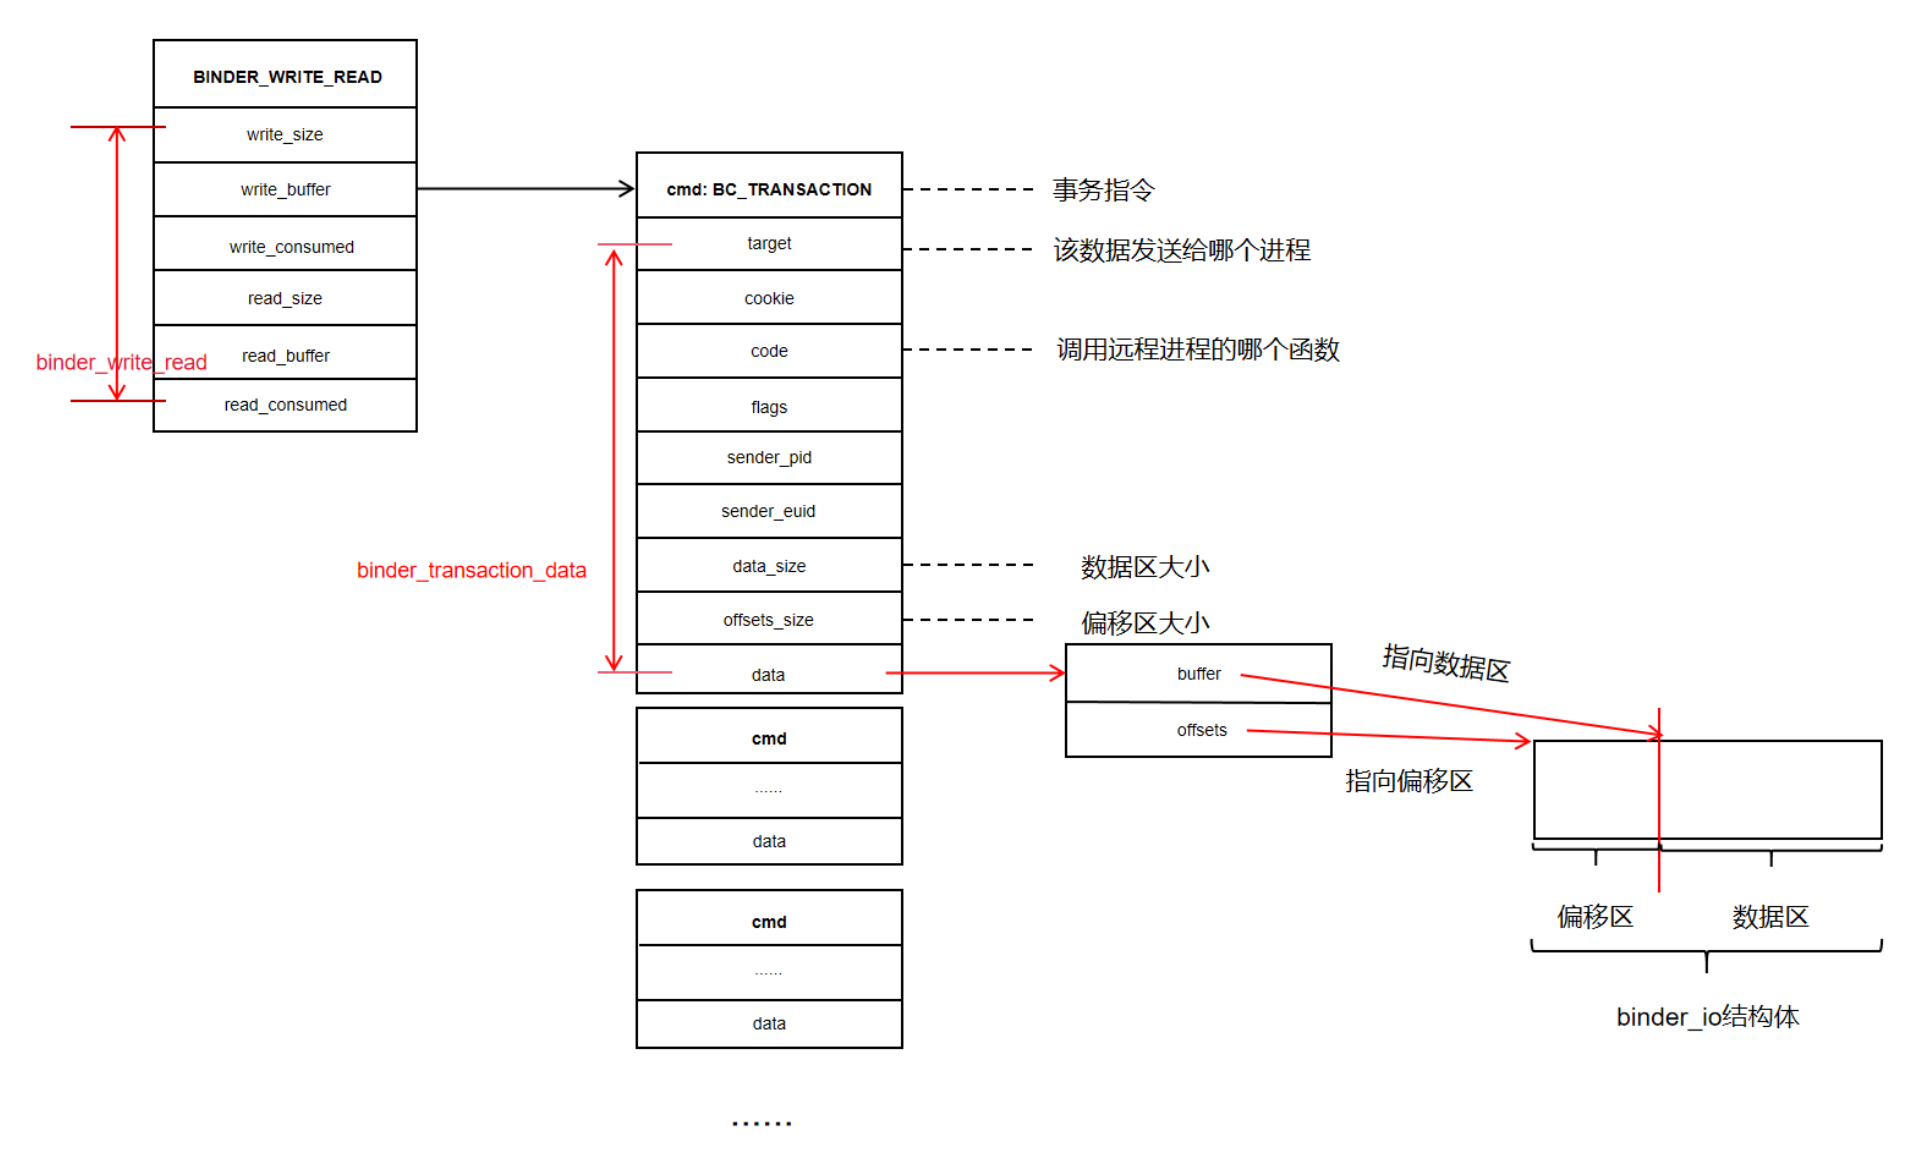 BINDER_WRITE_READ
write_size
write_buffer
write_consumed
read_size
read_buffer
read_consumed
binder_write_read
cmd: BC_TRANSACTION
target
cookie
code
flags
sender_pid
sender_euid
data_size
offsets_size
data
binder_transaction_data
事务指令
该数据发送给哪个进程
调用远程进程的哪个函数
数据区大小
偏移区大小
cmd
......
data
cmd
......
data
......
buffer
offsets
指向数据区
指向偏移区
偏移区
数据区
binder_io结构体